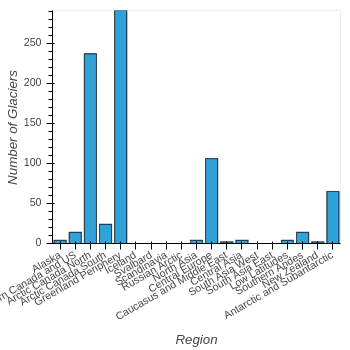 Number of Glaciers
250
200
150
100
50
0
Alaska
rn Canada and US
Arctic Canada North
Arctic Canada South
Greenland Periphery
Iceland
Svalbard
Scandinavia
Russian Arctic
North Asia
Central Europe
Caucasus and Middle East
Central Asia
South Asia West
South Asia East
Low Latitudes
Southern Andes
New Zealand
Antarctic and Subantarctic
Region